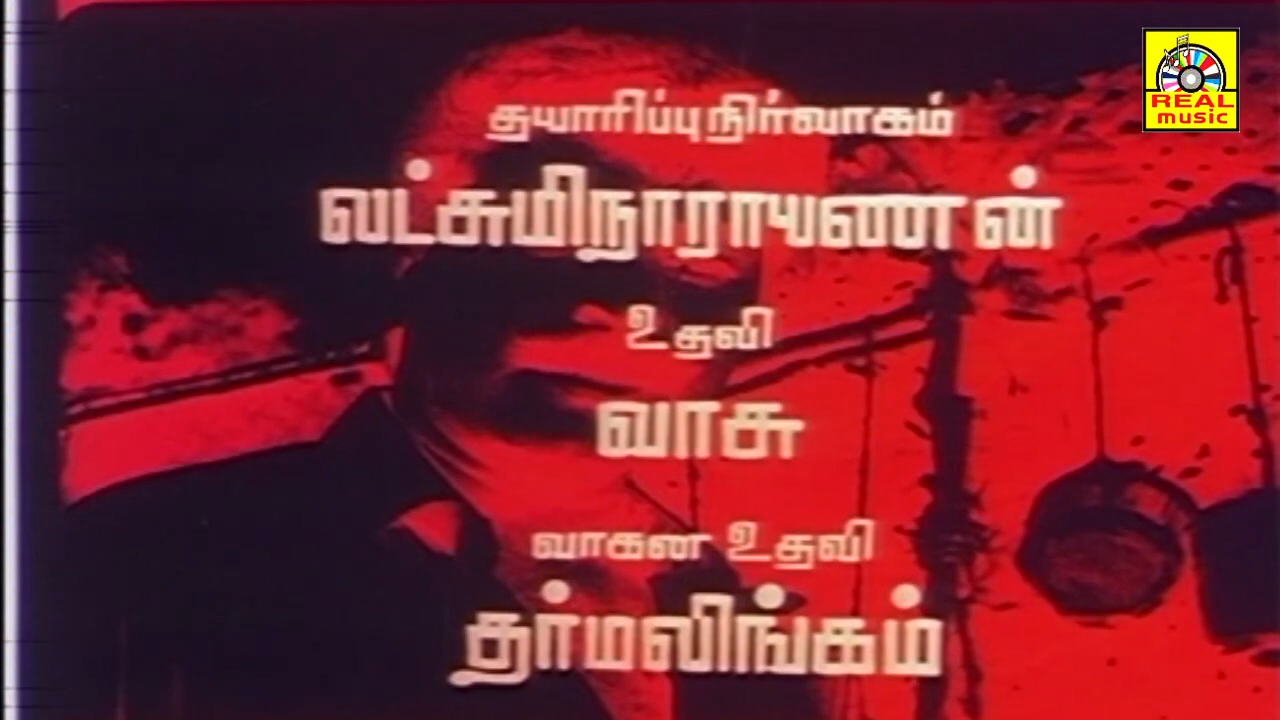 REAL
music
தயாரிப்பு நிர்வாகம்
லட்சுமிநாராயணன்
உதவி
வாசு
வாகன உதவி
தர்மலிங்கம்